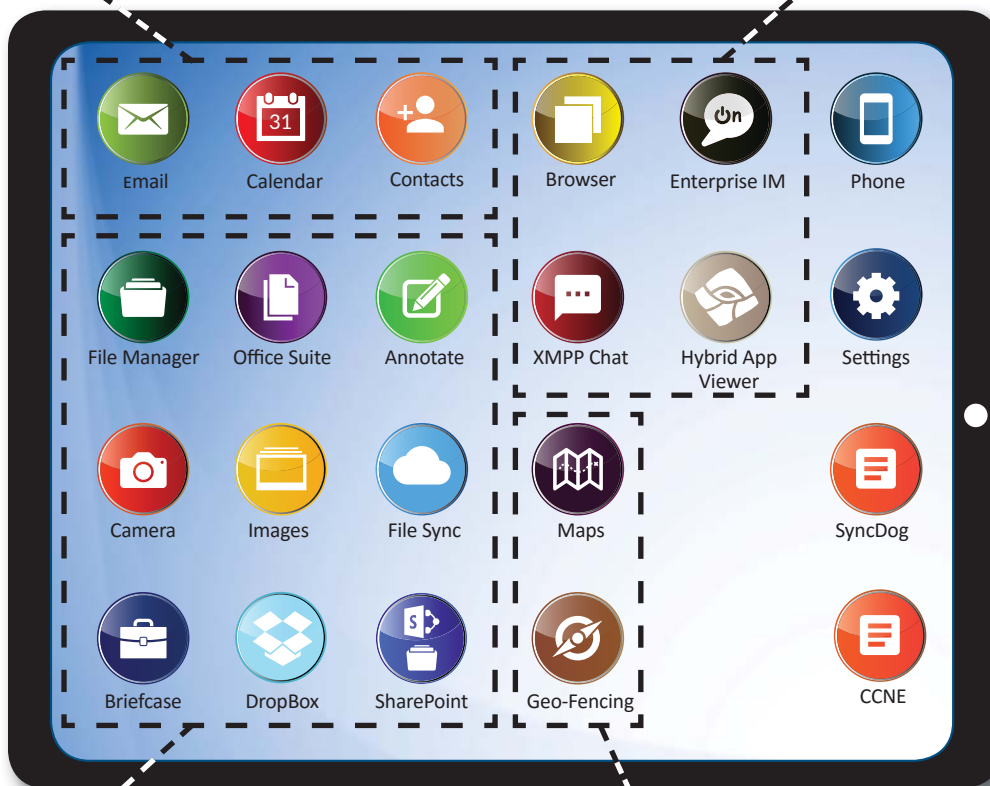 31
On
Email
Calendar
Contacts
Browser
Enterprise IM
Phone
File Manager
Office Suite
Annotate
XMPP Chat
Hybrid App
Viewer
Settings
Camera
Images
File Sync
Maps
SyncDog
S
Briefcase
DropBox
SharePoint
Geo-Fencing
CCNE